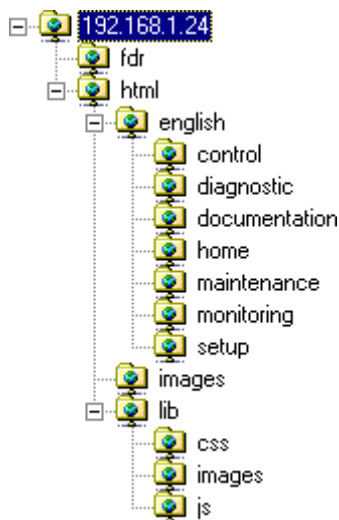 192.168.1.24
fdr
html
english
control
diagnostic
documentation
home
maintenance
monitoring
setup
images
lib
css
images
js